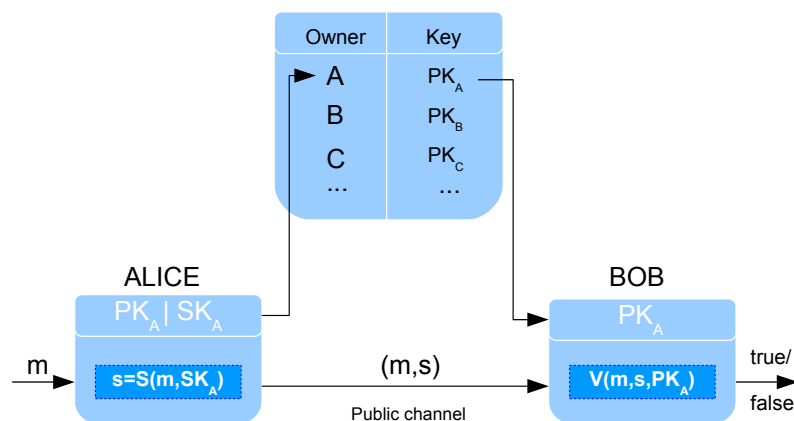 Owner Key
A PK_A
B PK_B
C PK_C
... ...
ALICE BOB
PK_A | SK_A
PK_A
m
s=S(m,SK_A)
(m,s)
Public channel
V(m,s,PK_A)
true/
false